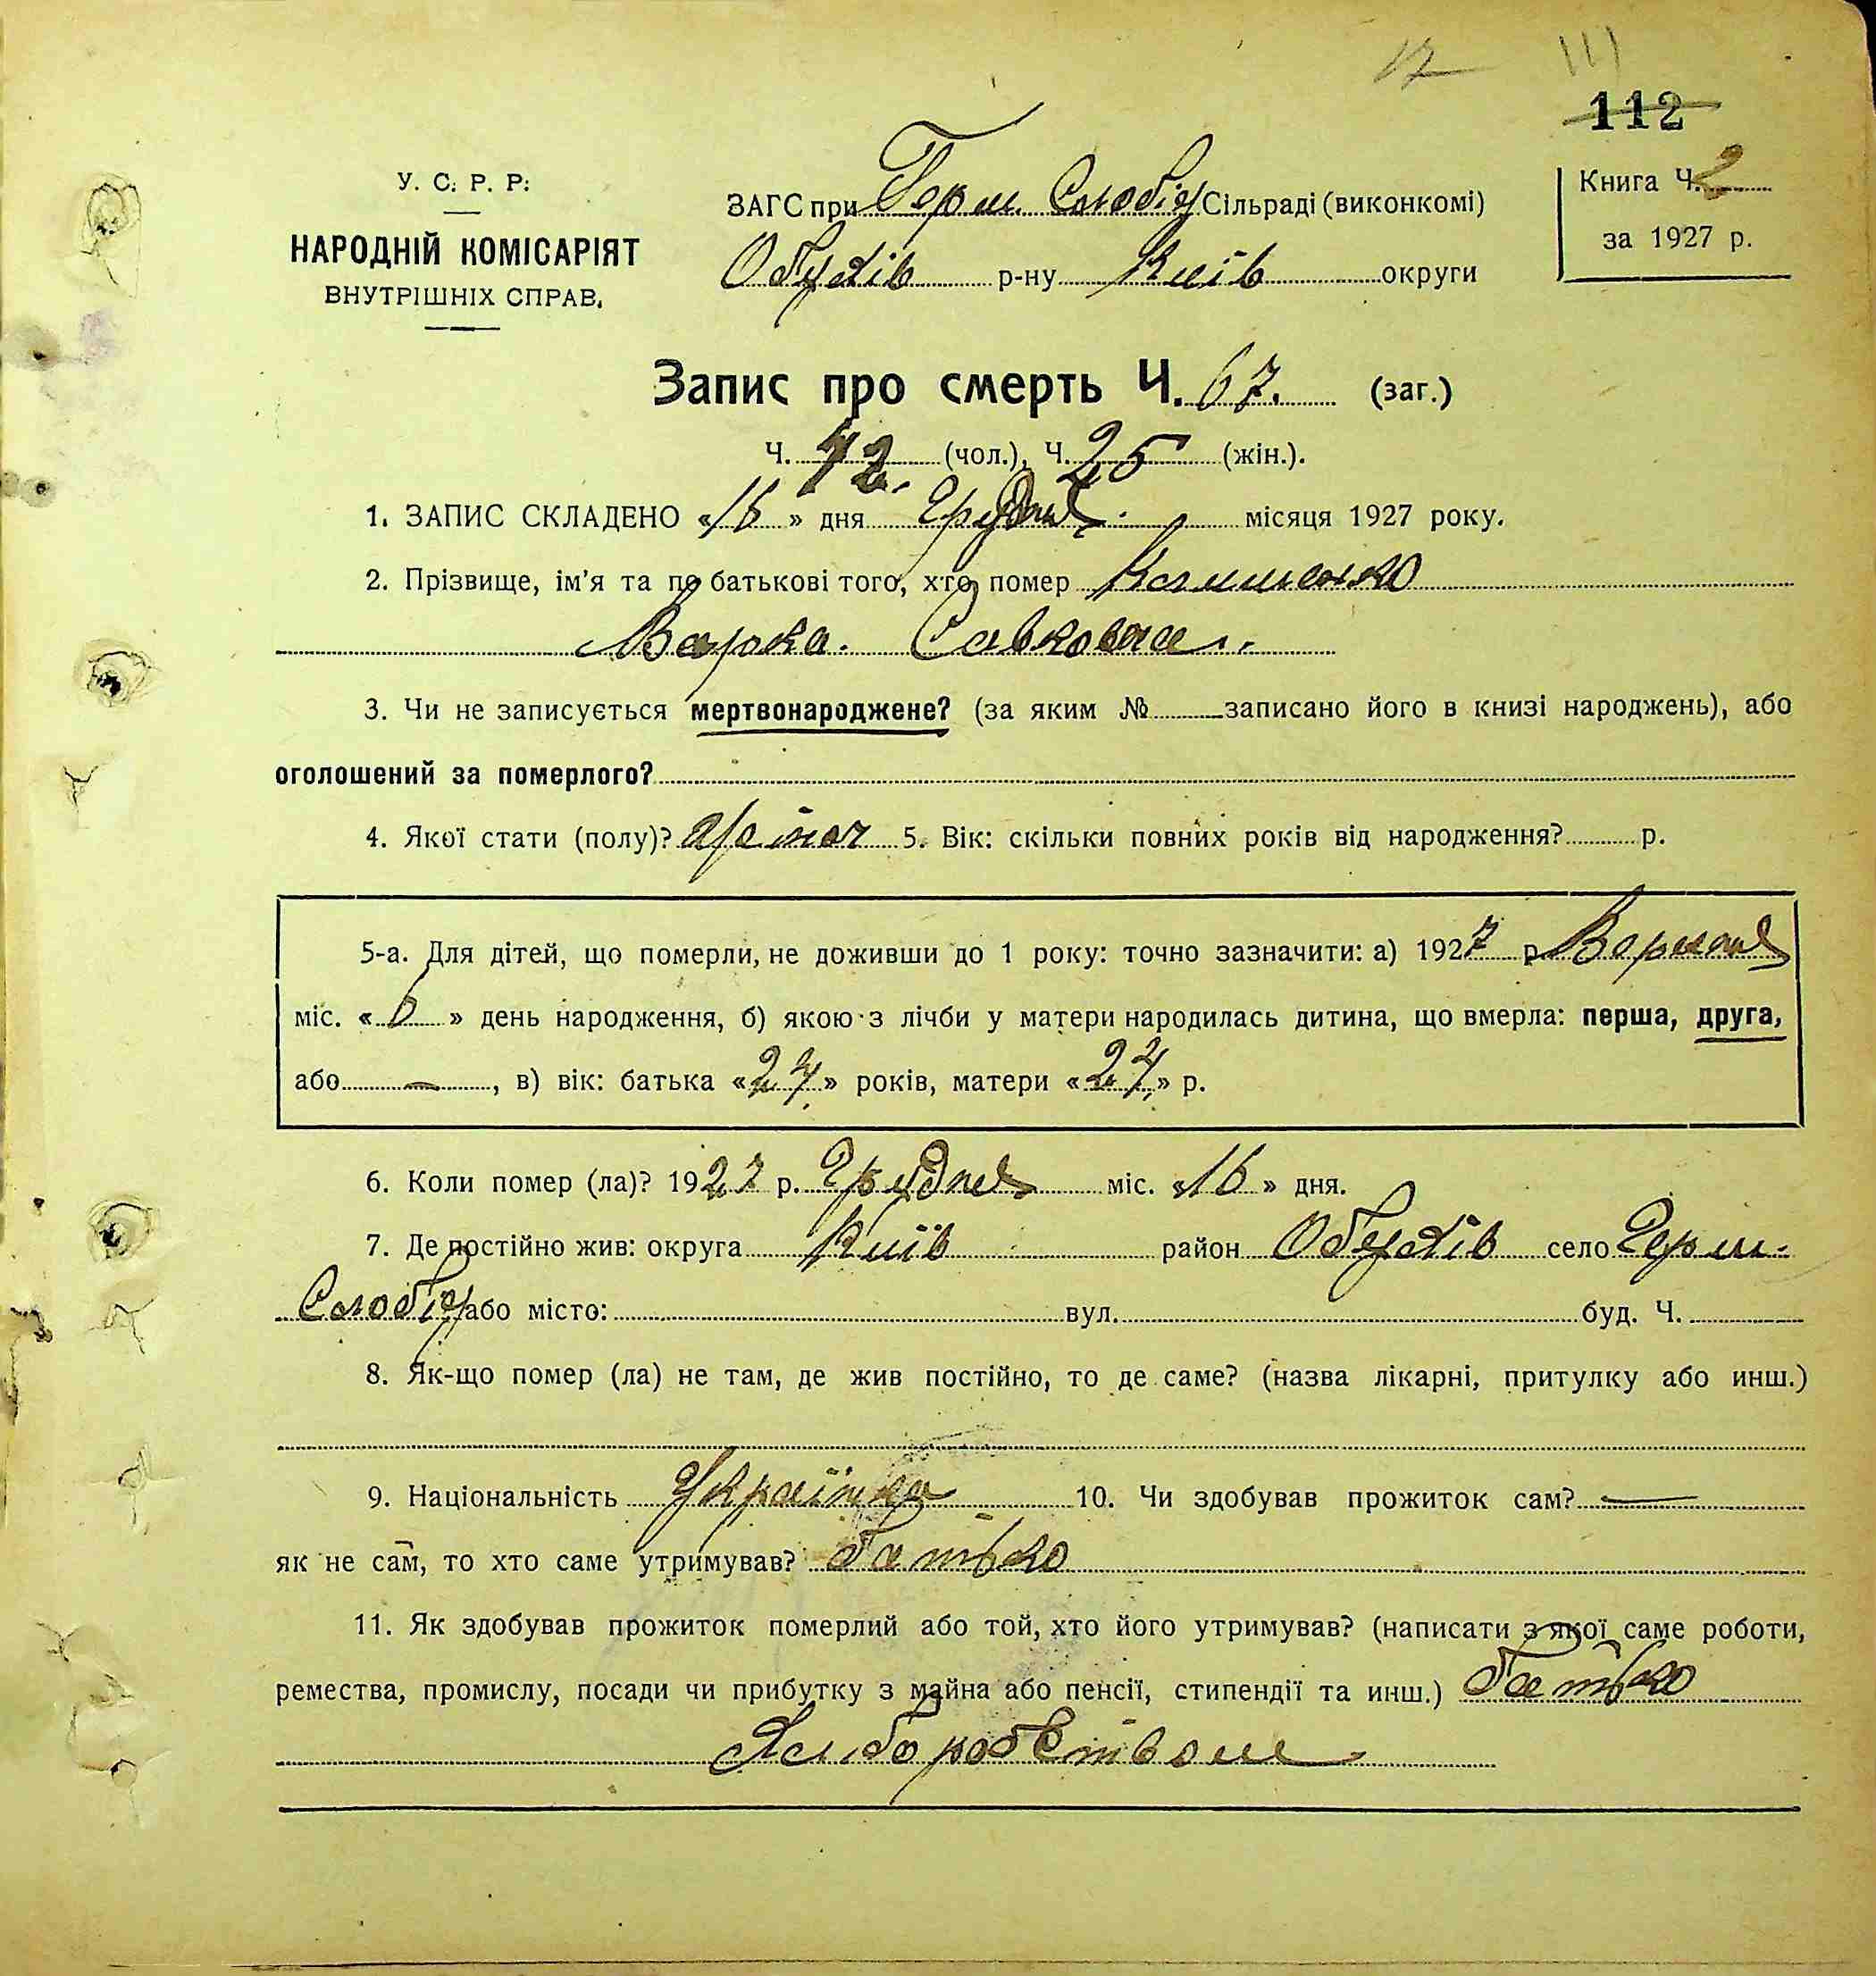 17 111
112
У. С. Р. Р.
НАРОДНІЙ КОМІСАРІЯТ
ВНУТРІШНІХ СПРАВ.
ЗАГС при Герм. Слобід Сільраді (виконкомі)
Обухів р-ну Київ округи
Книга Ч. 2
за 1927 р.
Запис про смерть Ч. 67. (заг.)
Ч. 42. (чол.), Ч. 25 (жін.).
1. ЗАПИС СКЛАДЕНО «16» дня Грудня місяця 1927 року.
2. Прізвище, ім'я та по батькові того, хто помер
Варка. Савковна.
3. Чи не записується мертвонароджене? (за яким № записано його в книзі народжень), або
оголошений за померлого?
4. Якої стати (полу)? 5. Вік: скільки повних років від народження? р.
5-а. Для дітей, що померли, не доживши до 1 року: точно зазначити: а) 1927 р Вересня
міс. «6» день народження, б) якою з лічби у матери народилась дитина, що вмерла: перша, друга,
або — , в) вік: батька «24» років, матери «24» р.
6. Коли помер (ла)? 1927 р. Грудня міс. «16» дня.
7. Де постійно жив: округа Київ район Обухів село Герм.
Слобід або місто: вул. буд. Ч.
8. Як-що помер (ла) не там, де жив постійно, то де саме? (назва лікарні, притулку або инш.)
9. Національність Українка 10. Чи здобував прожиток сам? —
як не сам, то хто саме утримував? батько
11. Як здобував прожиток померлий або той, хто його утримував? (написати з якої саме роботи,
ремества, промислу, посади чи прибутку з майна або пенсії, стипендії та инш.) батько
Хліборобством